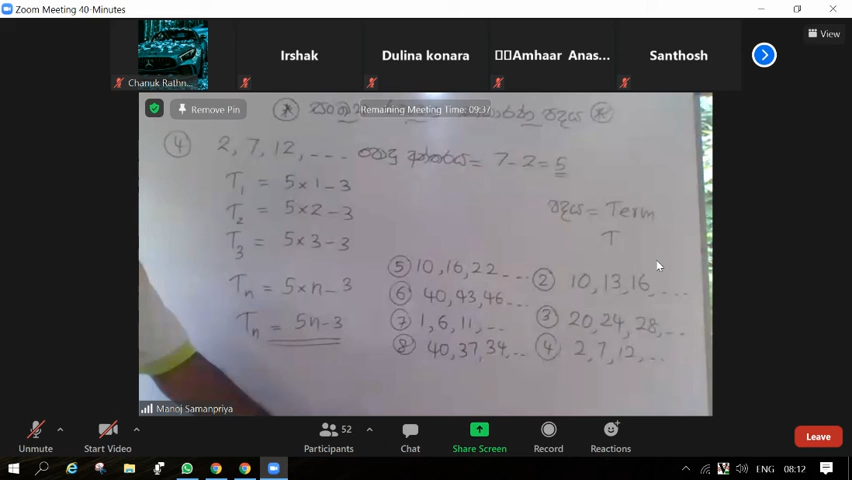 Zoom Meeting 40-Minutes
View
Chanuk Rathn...
Irshak
Dulina konara
Amhaar Anas...
Santhosh
Remove Pin
Remaining Meeting Time: 09:37
පදය
④ 2, 7, 12, ---- පොදු අන්තරය = 7-2=5
T₁ = 5×1-3
T₂ = 5×2-3
T₃ = 5×3-3
Tₙ = 5×n-3
Tₙ = 5n-3
පදය = Term
T
⑤ 10, 16, 22 ----
⑥ 40, 43, 46...
⑦ 1, 6, 11, ...
⑧ 40, 37, 34, ...
② 10, 13, 16, ....
③ 20, 24, 28, ...
④ 2, 7, 12, ...
Manoj Samanpriya
Unmute
Start Video
52
Participants
Chat
Share Screen
Record
Reactions
Leave
ENG
08:12